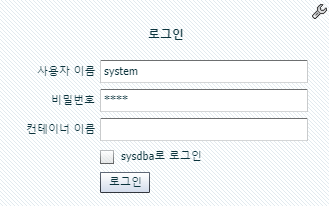 로그인
사용자 이름 system
비밀번호 ****
컨테이너 이름
sysdba로 로그인
로그인